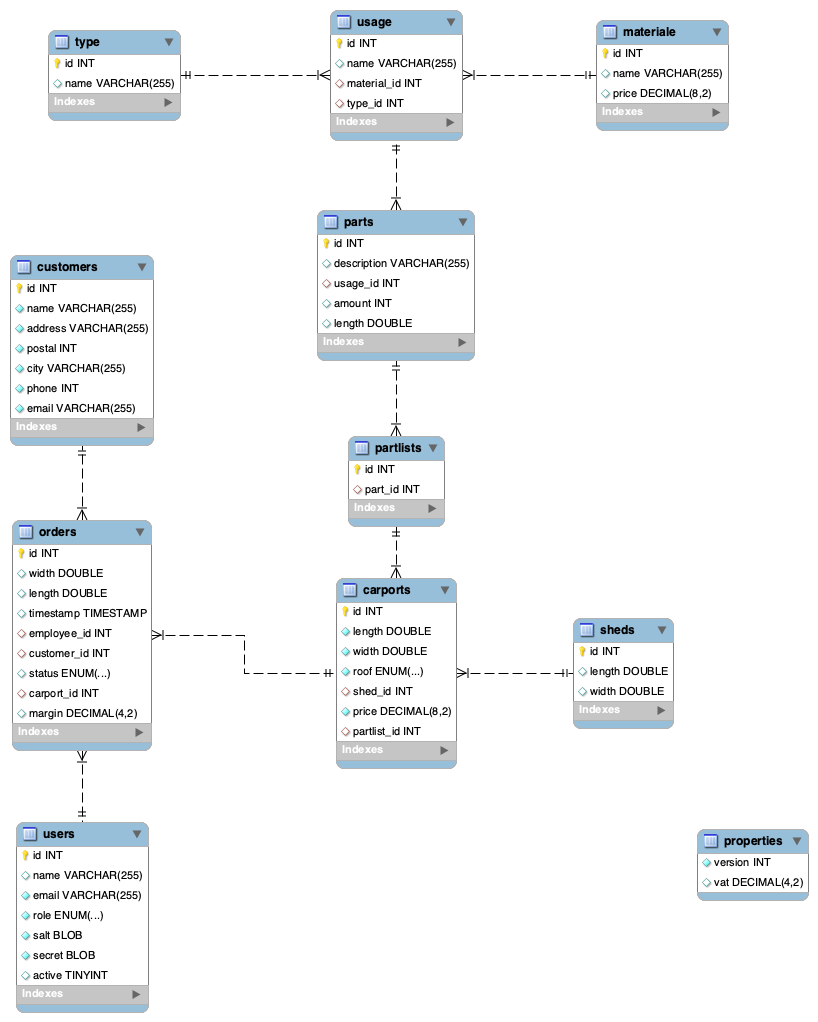 type
id INT
name VARCHAR(255)
Indexes
usage
id INT
name VARCHAR(255)
material_id INT
type_id INT
Indexes
materiale
id INT
name VARCHAR(255)
price DECIMAL(8,2)
Indexes
parts
id INT
description VARCHAR(255)
usage_id INT
amount INT
length DOUBLE
Indexes
customers
id INT
name VARCHAR(255)
address VARCHAR(255)
postal INT
city VARCHAR(255)
phone INT
email VARCHAR(255)
Indexes
partlists
id INT
part_id INT
Indexes
orders
id INT
width DOUBLE
length DOUBLE
timestamp TIMESTAMP
employee_id INT
customer_id INT
status ENUM(...)
carport_id INT
margin DECIMAL(4,2)
Indexes
carports
id INT
length DOUBLE
width DOUBLE
roof ENUM(...)
shed_id INT
price DECIMAL(8,2)
partlist_id INT
Indexes
sheds
id INT
length DOUBLE
width DOUBLE
Indexes
users
id INT
name VARCHAR(255)
email VARCHAR(255)
role ENUM(...)
salt BLOB
secret BLOB
active TINYINT
Indexes
properties
version INT
vat DECIMAL(4,2)